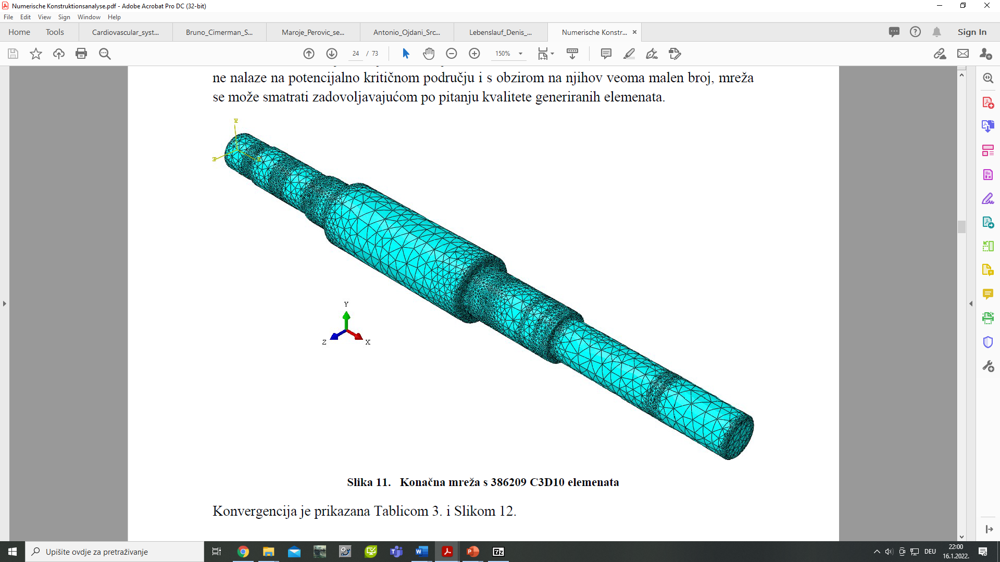 Numerische Konstruktionsanalyse.pdf - Adobe Acrobat Pro DC (32-bit)
File Edit View Sign Window Help
Home Tools Cardiovascular_syst... Bruno_Cimerman_S... Maroje_Perovic_se... Antonio_Ojdani_Src... Lebenslauf_Denis_... Numerische Konstr... × Sign In
24 / 73 150%
ne nalaze na potencijalno kritičnom području i s obzirom na njihov veoma malen broj, mreža
se može smatrati zadovoljavajućom po pitanju kvalitete generiranih elemenata.
Y
Z X
Slika 11. Konačna mreža s 386209 C3D10 elemenata
Konvergencija je prikazana Tablicom 3. i Slikom 12.
Upišite ovdje za pretraživanje
DEU
22:00
16.1.2022.